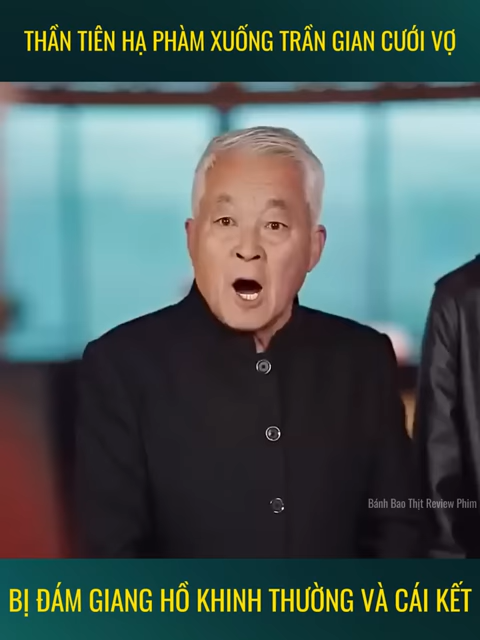 THẦN TIÊN HẠ PHÀM XUỐNG TRẦN GIAN CƯỚI VỢ
Bánh Bao Thịt Review Phim
BỊ ĐÁM GIANG HỒ KHINH THƯỜNG VÀ CÁI KẾT